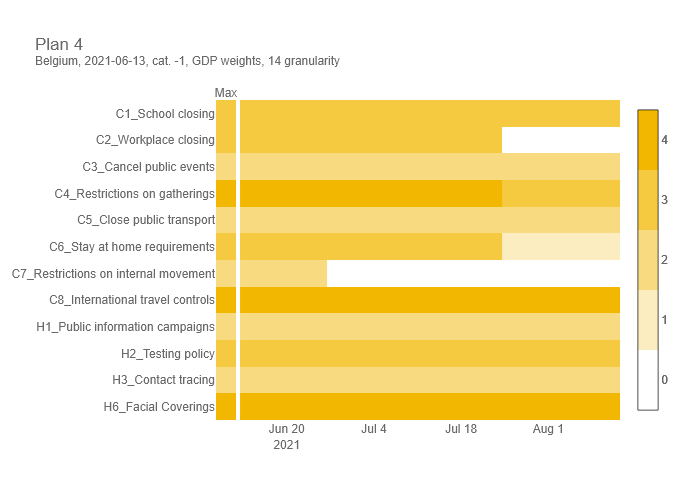 Plan 4
Belgium, 2021-06-13, cat. -1, GDP weights, 14 granularity
Max
C1_School closing
C2_Workplace closing
C3_Cancel public events
C4_Restrictions on gatherings
C5_Close public transport
C6_Stay at home requirements
C7_Restrictions on internal movement
C8_International travel controls
H1_Public information campaigns
H2_Testing policy
H3_Contact tracing
H6_Facial Coverings
Jun 20 Jul 4 Jul 18 Aug 1
2021
4
3
2
1
0